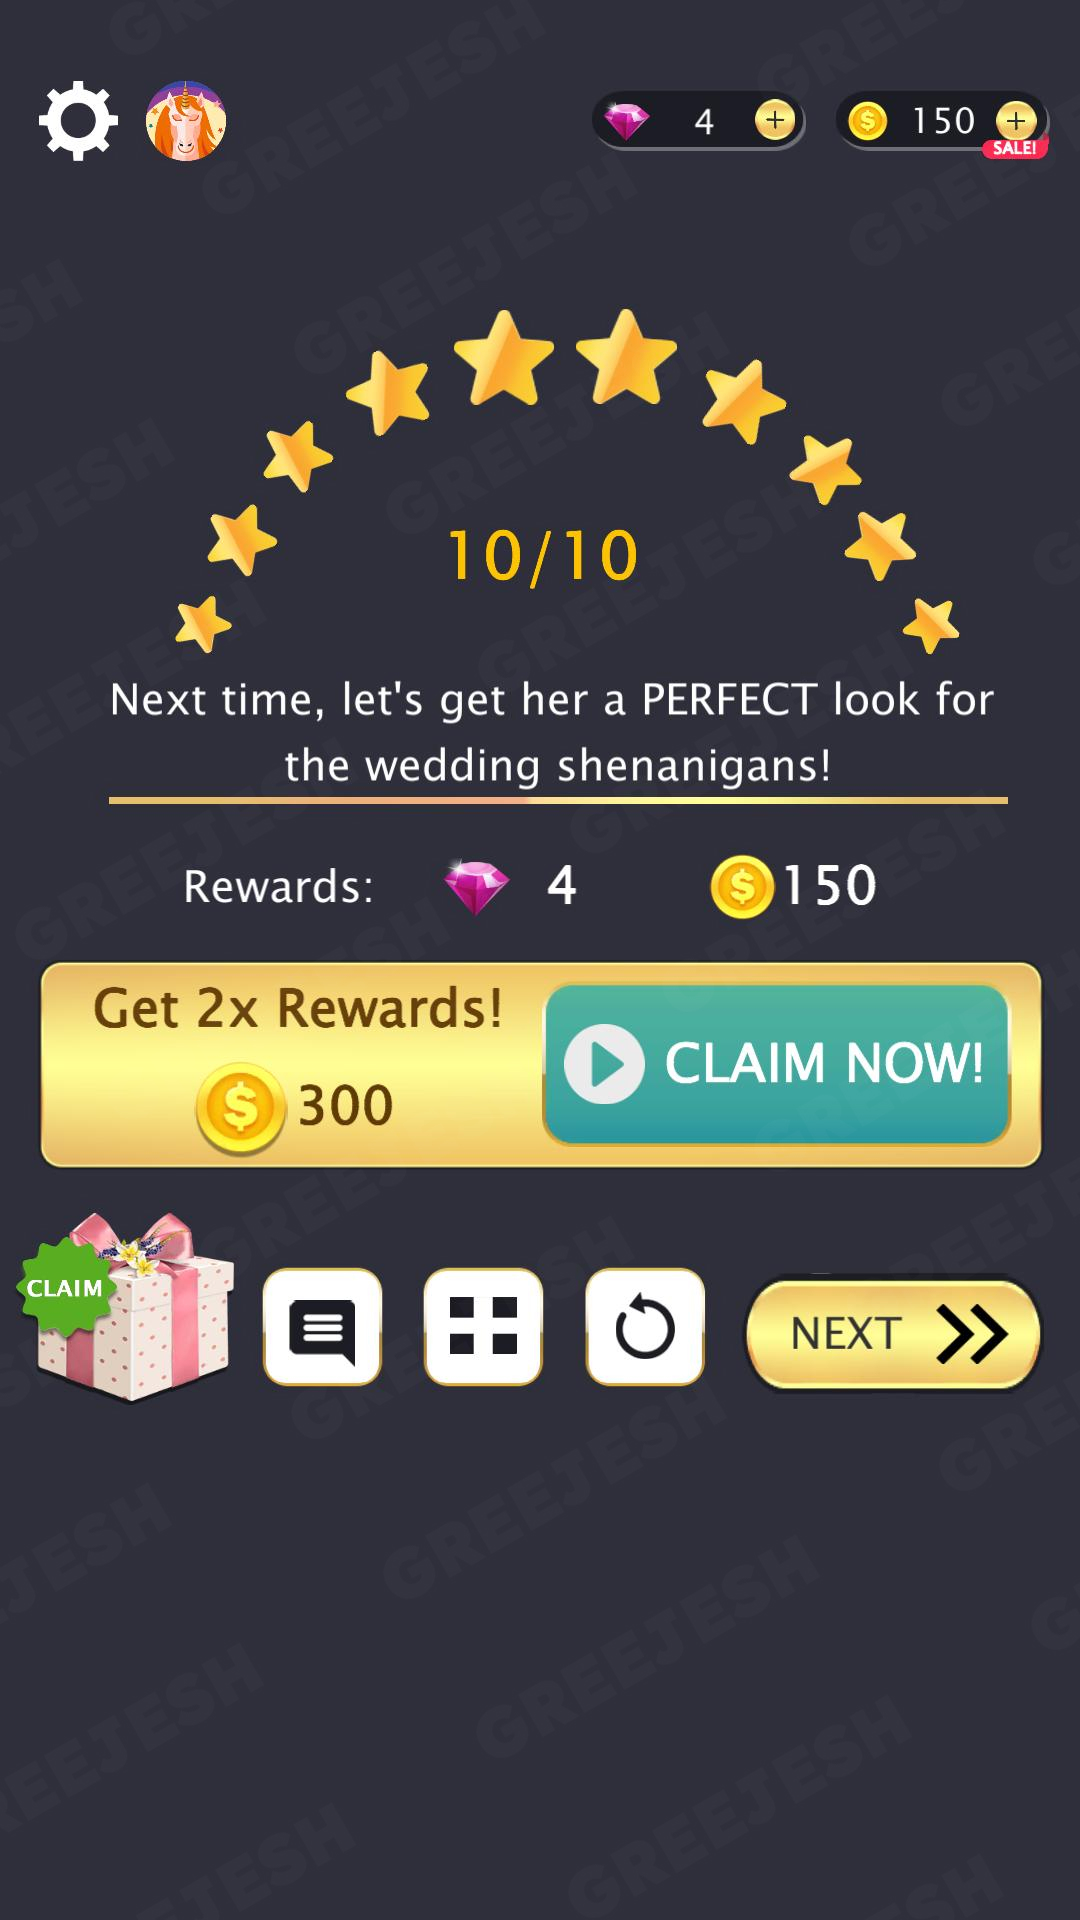 4 +
150 +
SALE!
10/10
Next time, let's get her a PERFECT look for
the wedding shenanigans!
Rewards: 4 150
Get 2x Rewards!
300
CLAIM NOW!
CLAIM
NEXT
GREEJESH